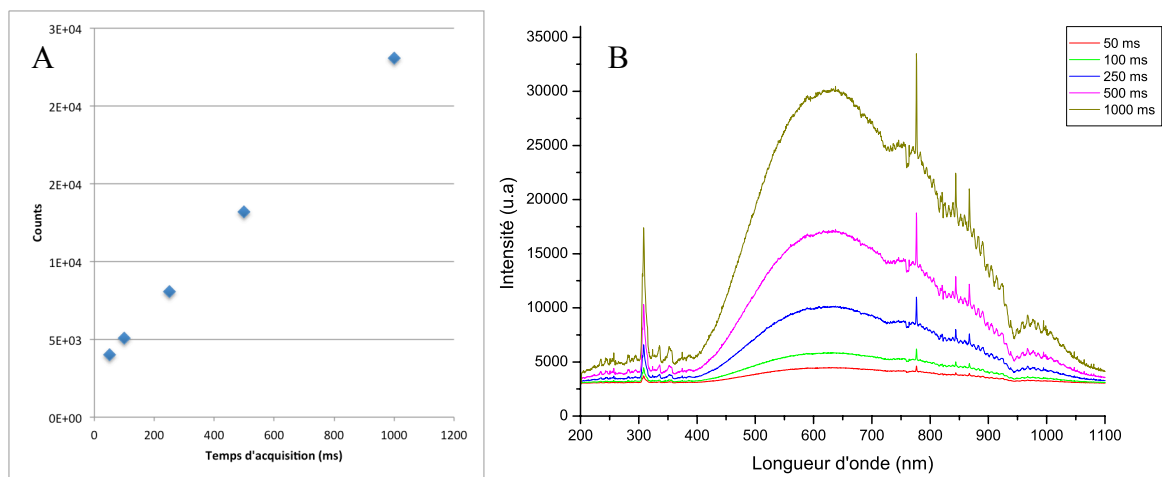 A
3E+04
2E+04
2E+04
1E+04
5E+03
0E+00
Counts
0 200 400 600 800 1000 1200
Temps d'acquisition (ms)
B
35000
30000
25000
20000
15000
10000
5000
0
Intensité (u.a)
200 300 400 500 600 700 800 900 1000 1100
Longueur d'onde (nm)
50 ms
100 ms
250 ms
500 ms
1000 ms